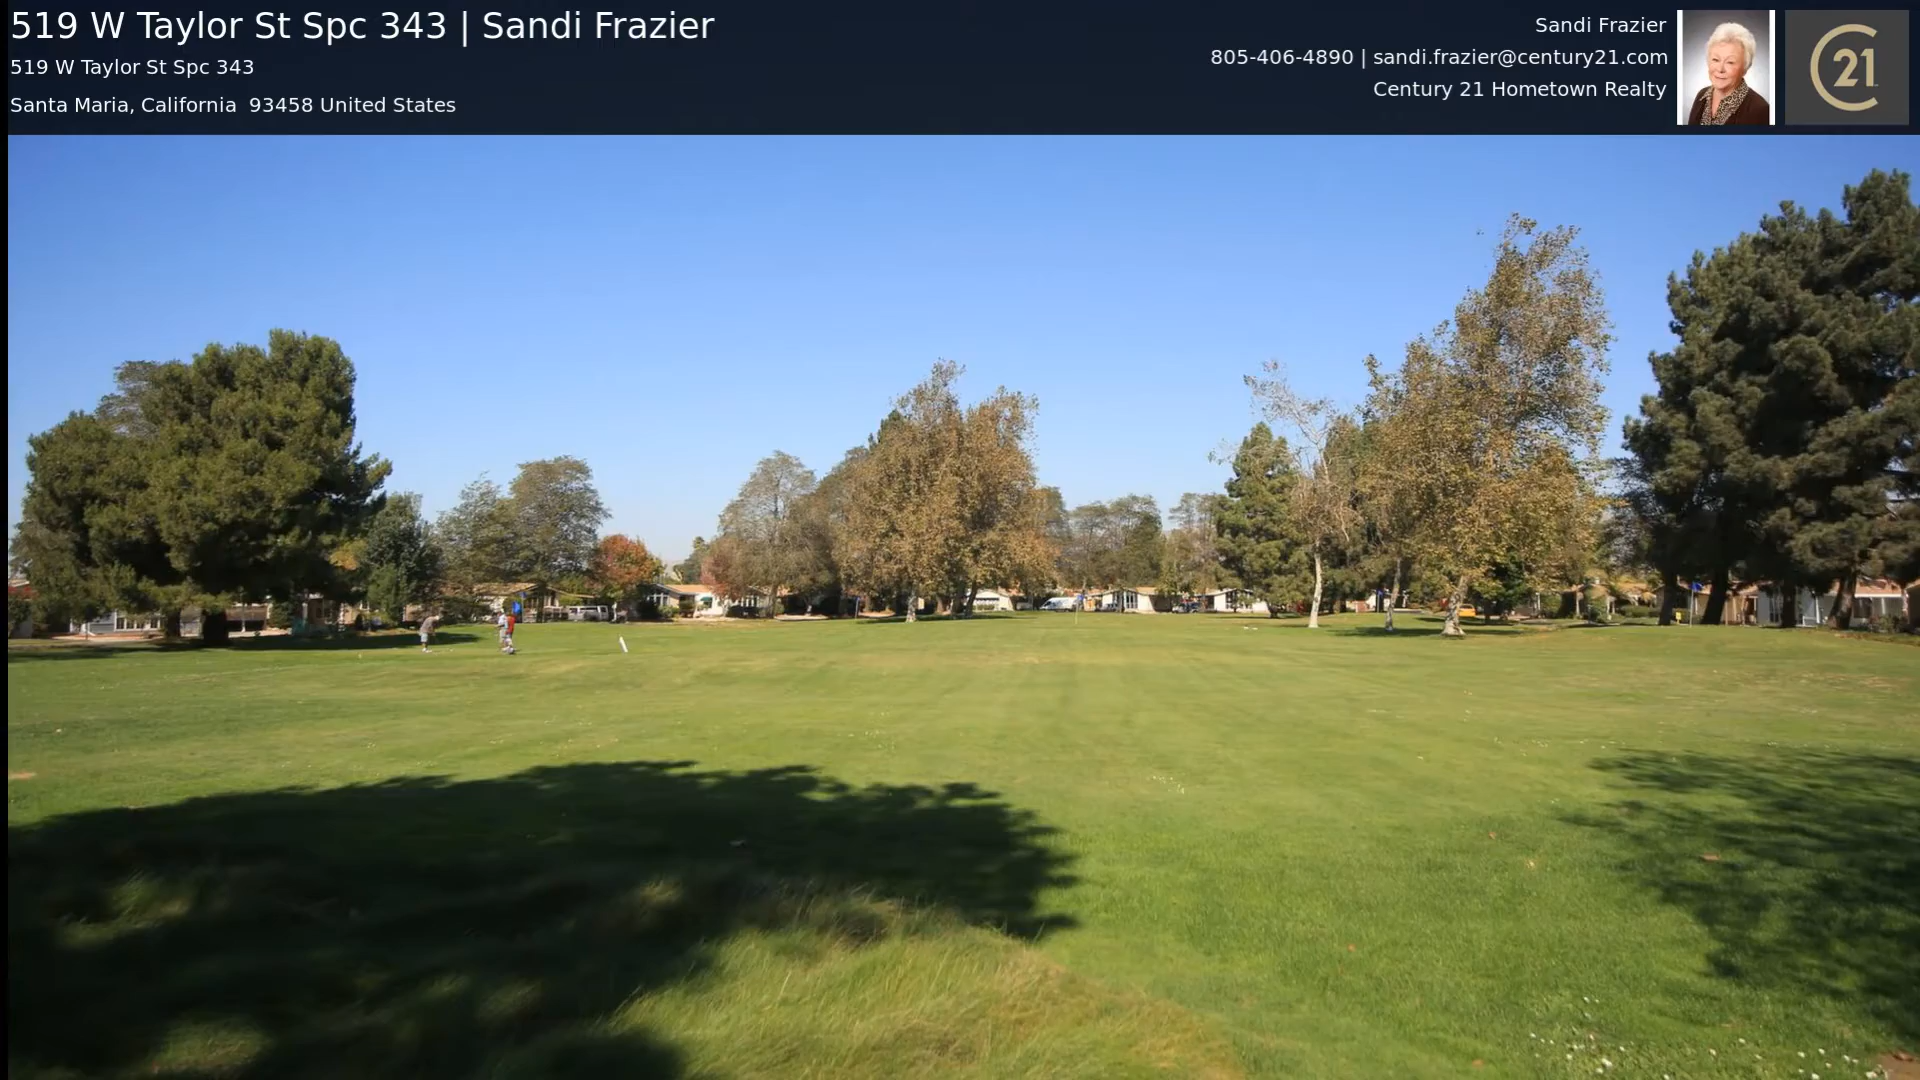 519 W Taylor St Spc 343 | Sandi Frazier
519 W Taylor St Spc 343
Santa Maria, California  93458 United States
Sandi Frazier
805-406-4890 | sandi.frazier@century21.com
Century 21 Hometown Realty
C21